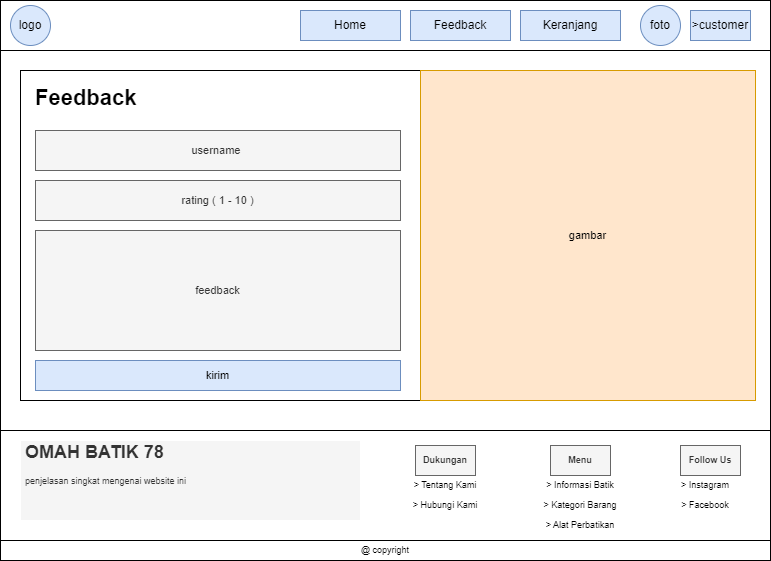 logo
Home
Feedback
Keranjang
foto
>customer
Feedback
username
rating ( 1 - 10 )
feedback
kirim
gambar
OMAH BATIK 78
penjelasan singkat mengenai website ini
Dukungan
> Tentang Kami
> Hubungi Kami
Menu
> Informasi Batik
> Kategori Barang
> Alat Perbatikan
Follow Us
> Instagram
> Facebook
@ copyright